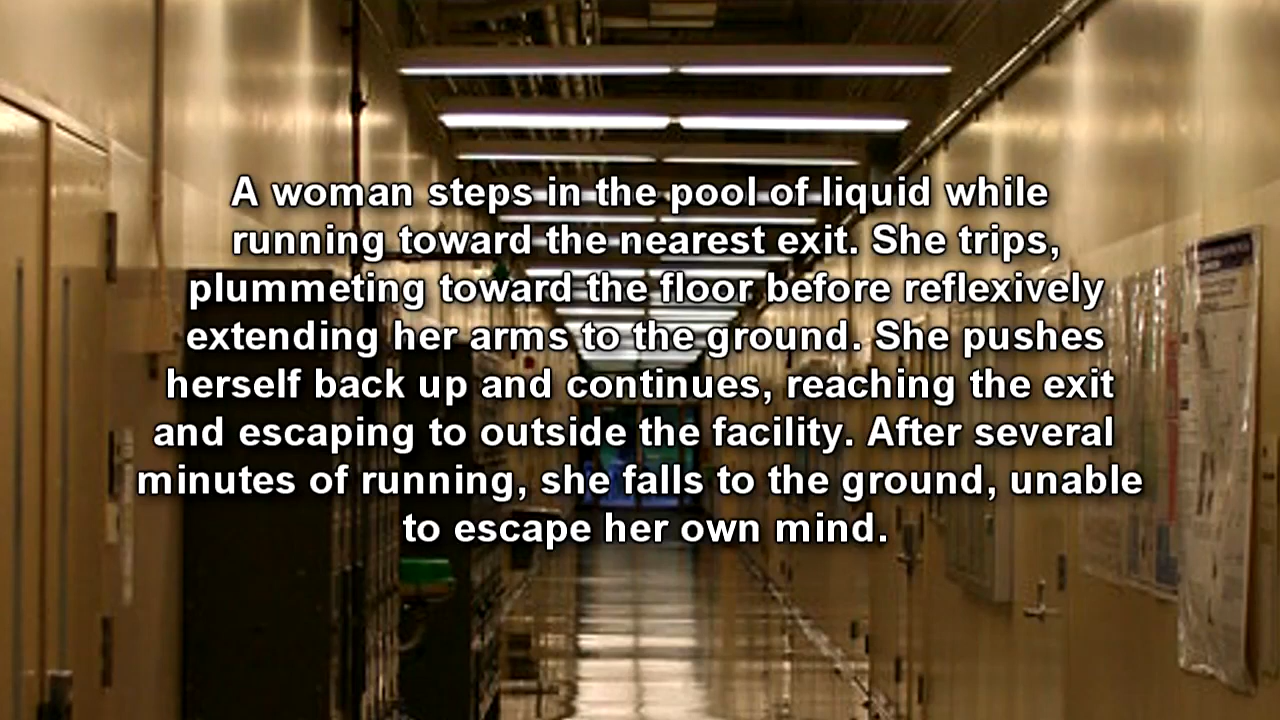 A woman steps in the pool of liquid while
running toward the nearest exit. She trips,
plummeting toward the floor before reflexively
extending her arms to the ground. She pushes
herself back up and continues, reaching the exit
and escaping to outside the facility. After several
minutes of running, she falls to the ground, unable
to escape her own mind.